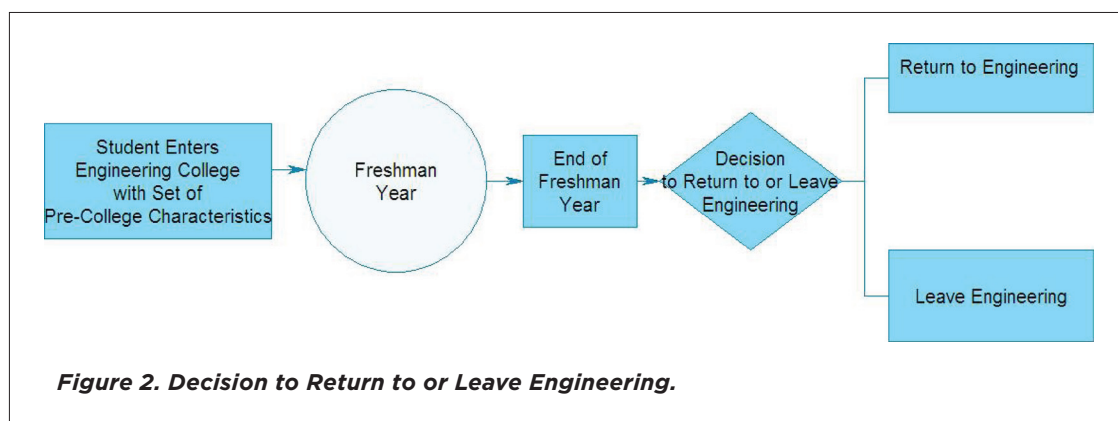 Student Enters
Engineering College
with Set of
Pre-College Characteristics
Freshman
Year
End of
Freshman
Year
Decision
to Return to or Leave
Engineering
Return to Engineering
Leave Engineering
Figure 2. Decision to Return to or Leave Engineering.